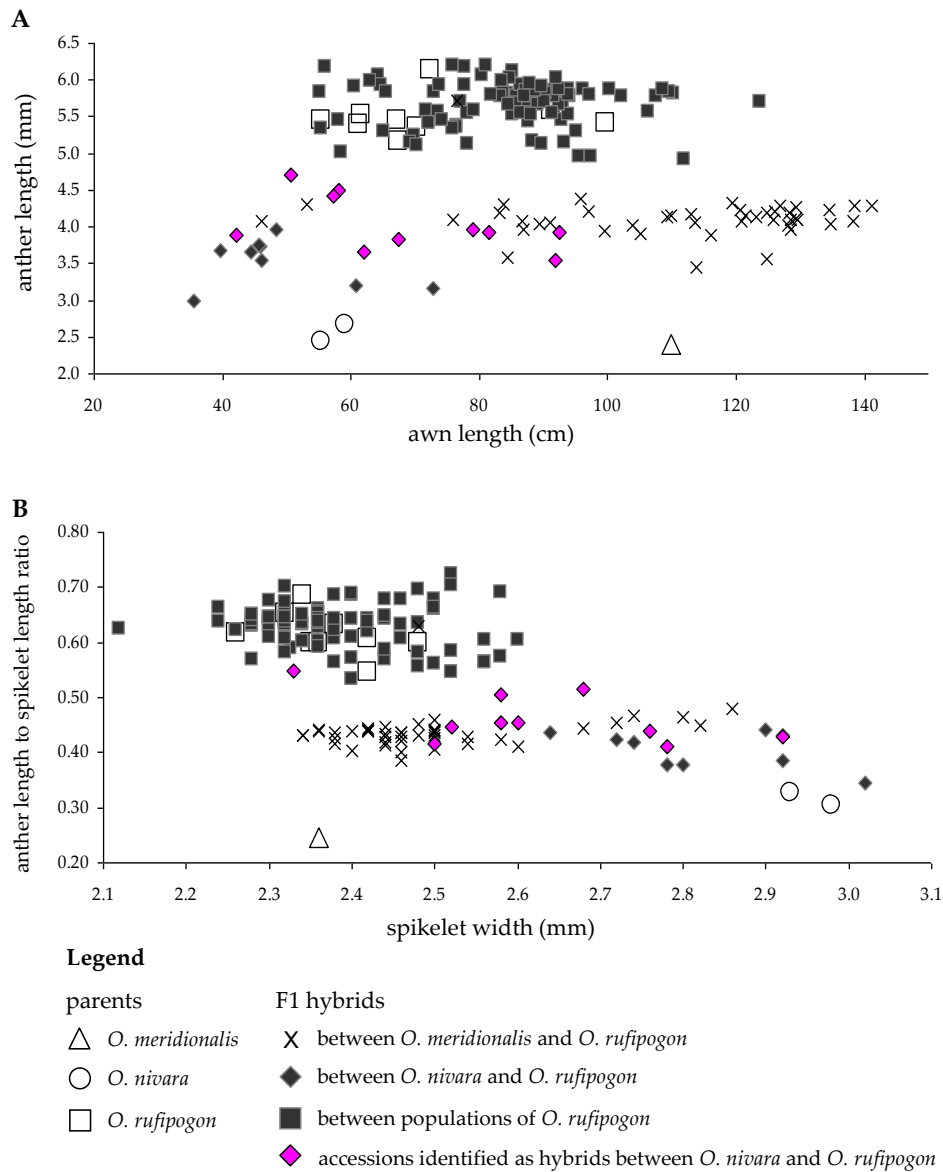 A
6.5
6.0
5.5
5.0
4.5
4.0
3.5
3.0
2.5
2.0
anther length (mm)
20 40 60 80 100 120 140
awn length (cm)
B
0.80
0.70
0.60
0.50
0.40
0.30
0.20
anther length to spikelet length ratio
2.1 2.2 2.3 2.4 2.5 2.6 2.7 2.8 2.9 3.0 3.1
spikelet width (mm)
Legend
parents F1 hybrids
O. meridionalis between O. meridionalis and O. rufipogon
O. nivara between O. nivara and O. rufipogon
O. rufipogon between populations of O. rufipogon
accessions identified as hybrids between O. nivara and O. rufipogon